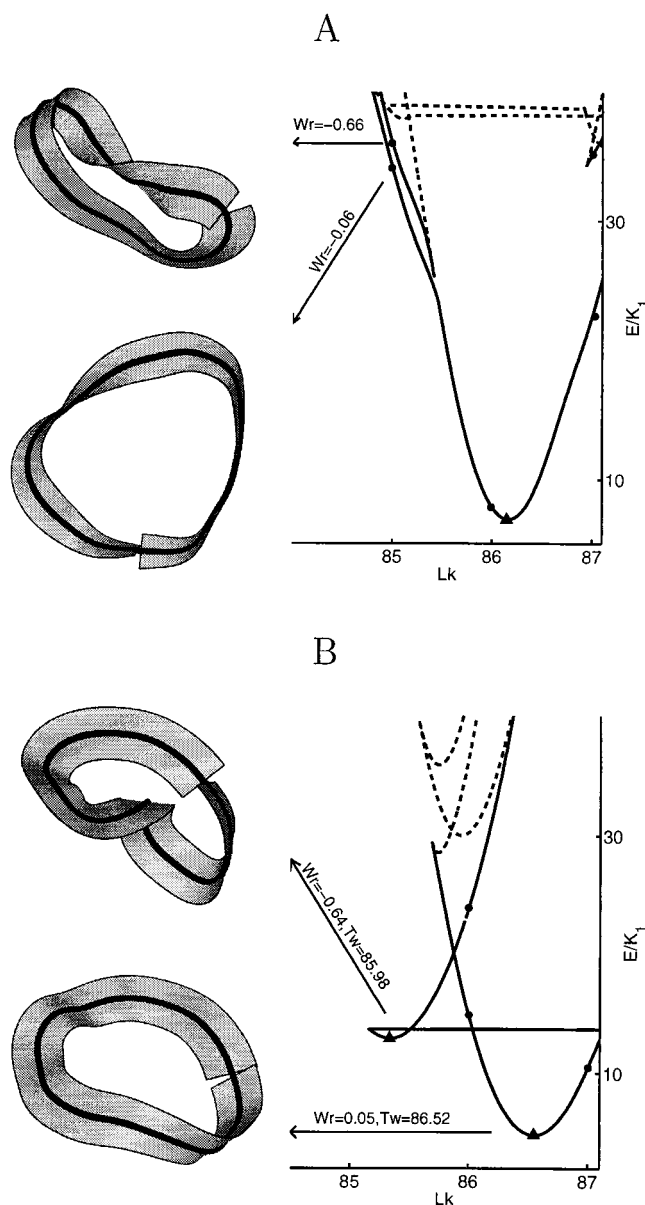 A
Wr=−0.66
Wr=−0.06
30
E/K₁
10
85 86 87
Lk
B
30
Wr=−0.64,Tw=85.98
E/K₁
10
Wr=0.05,Tw=86.52
85 86 87
Lk